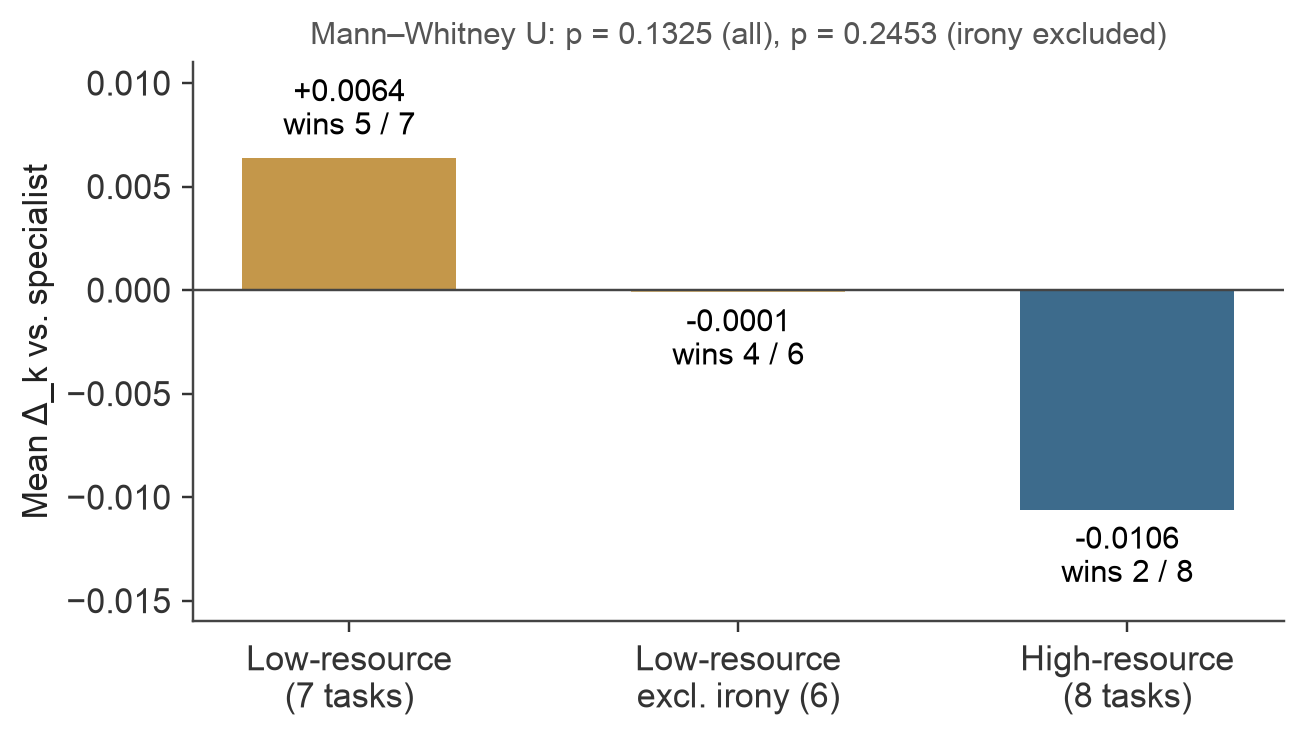 Mann–Whitney U: p = 0.1325 (all), p = 0.2453 (irony excluded)
Mean Δ_k vs. specialist
0.010
0.005
0.000
−0.005
−0.010
−0.015
+0.0064
wins 5 / 7
-0.0001
wins 4 / 6
-0.0106
wins 2 / 8
Low-resource
(7 tasks)
Low-resource
excl. irony (6)
High-resource
(8 tasks)